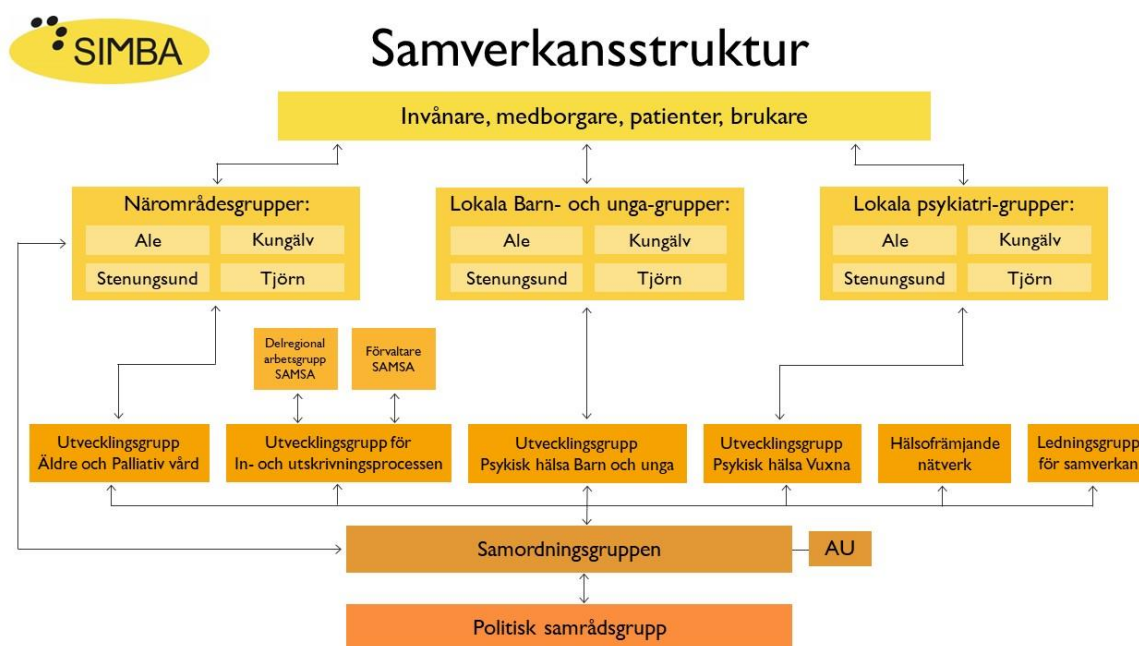 SIMBA
Samverkansstruktur
Invånare, medborgare, patienter, brukare
Närområdesgrupper:
Ale
Kungälv
Stenungsund
Tjörn
Lokala Barn- och unga-grupper:
Ale
Kungälv
Stenungsund
Tjörn
Lokala psykiatri-grupper:
Ale
Kungälv
Stenungsund
Tjörn
Delregional
arbetsgrupp
SAMSA
Förvaltare
SAMSA
Utvecklingsgrupp
Äldre och Palliativ vård
Utvecklingsgrupp för
In- och utskrivningsprocessen
Utvecklingsgrupp
Psykisk hälsa Barn och unga
Utvecklingsgrupp
Psykisk hälsa Vuxna
Hälsofrämjande
nätverk
Ledningsgrupp
för samverkan
Samordningsgruppen
AU
Politisk samrådsgrupp